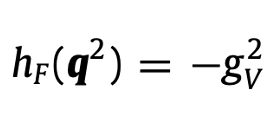 h_F(𝒒²) = −g_V²